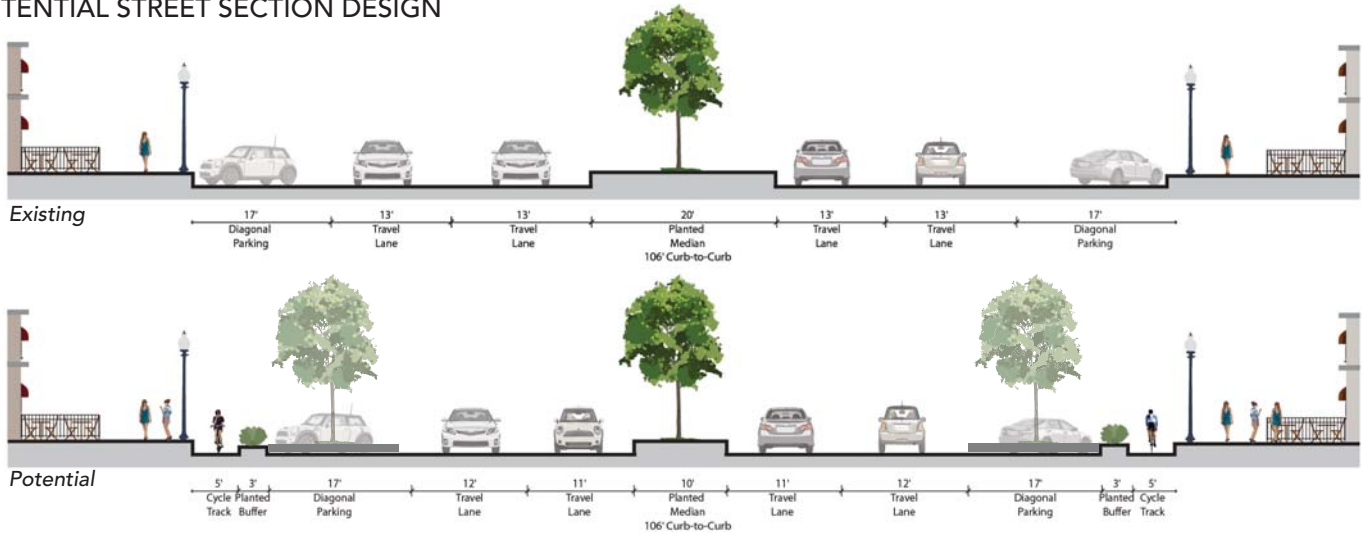 TENTIAL STREET SECTION DESIGN
Existing
17' 13' 13' 20' 13' 13' 17'
Diagonal Travel Travel Planted Travel Travel Diagonal
Parking Lane Lane Median Lane Lane Parking
106' Curb-to-Curb
Potential
5' 3' 17' 12' 11' 10' 11' 12' 17' 3' 5'
Cycle Planted Diagonal Travel Travel Planted Travel Travel Diagonal Planted Cycle
Track Buffer Parking Lane Lane Median Lane Lane Parking Buffer Track
106' Curb-to-Curb